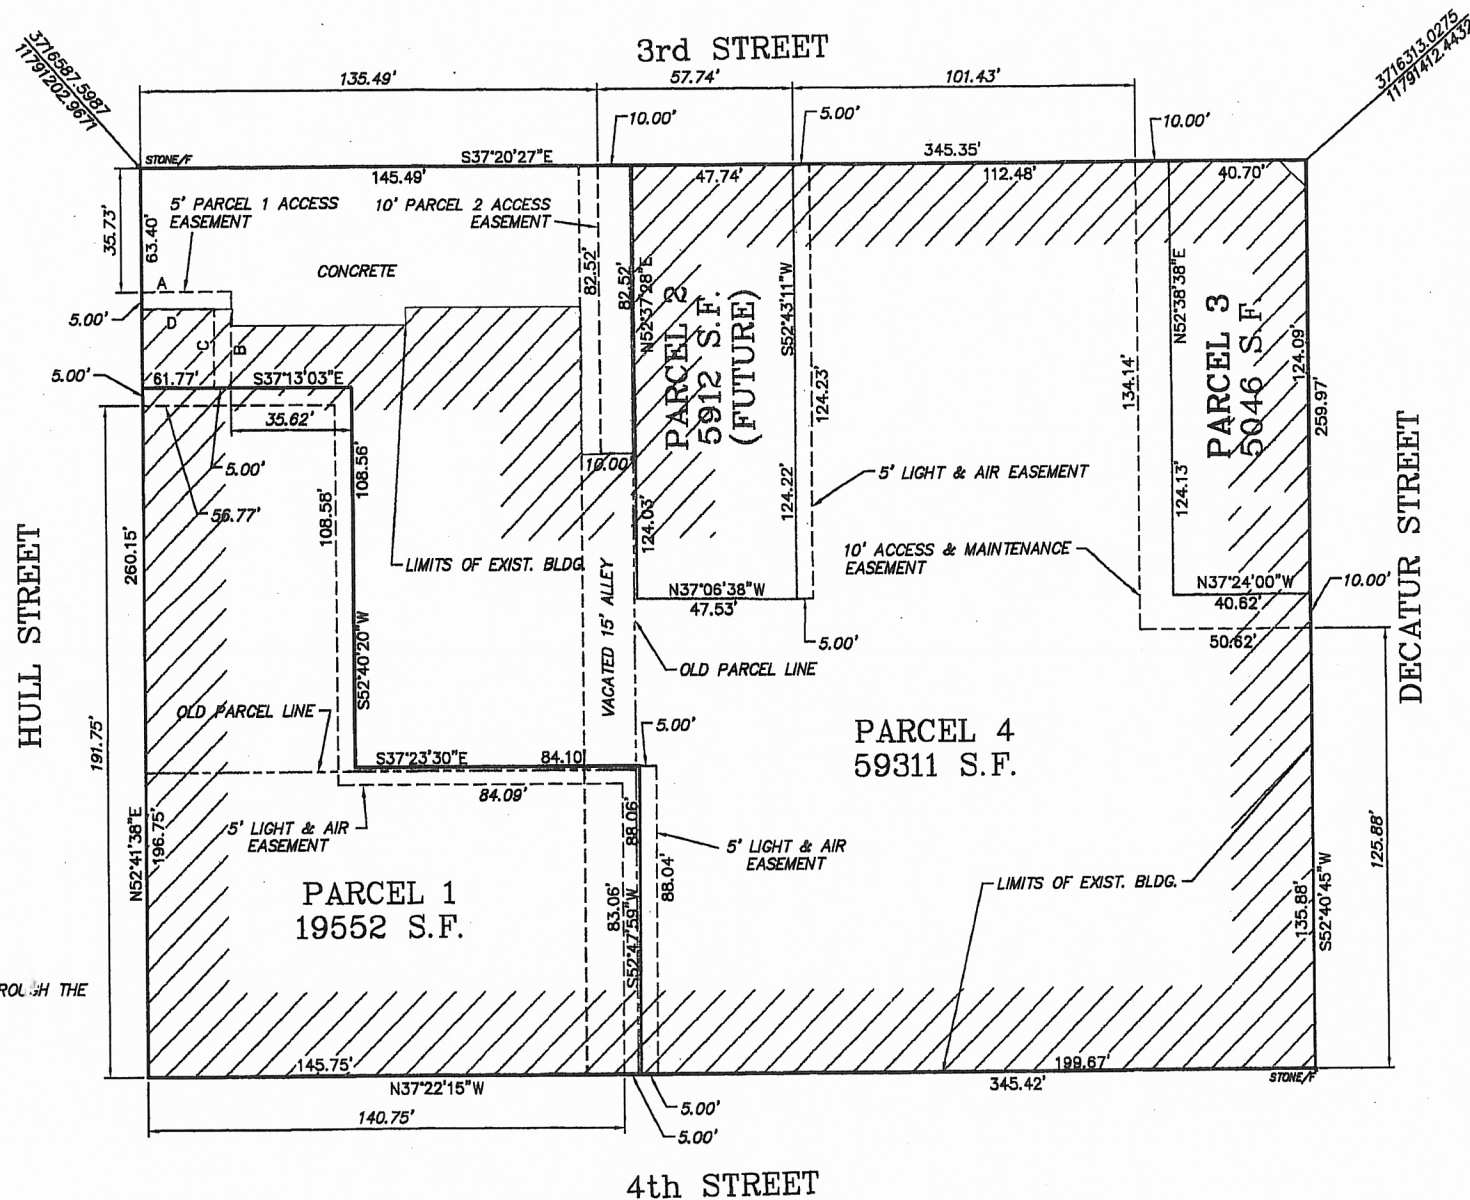 3rd STREET
3716587.5987
11791202.9671
3716313.0275
11791412.4432
135.49'
57.74'
101.43'
10.00'
5.00'
10.00'
STONE/F
S37°20'27"E
345.35'
145.49'
47.74'
112.48'
40.70'
35.73'
63.40'
5' PARCEL 1 ACCESS
EASEMENT
10' PARCEL 2 ACCESS
EASEMENT
CONCRETE
82.52'
82.52'
N52°37'28"E
PARCEL 2
5912 S.F.
(FUTURE)
S52°43'11"W
N52°38'38"E
PARCEL 3
5046 S.F.
124.09'
259.97'
A
5.00'
D
C
B
5.00'
61.77'
S37°13'03"E
35.62'
124.23'
134.14'
5.00'
56.77'
108.56'
108.58'
10.00'
124.03'
124.22'
5' LIGHT & AIR EASEMENT
124.13'
10' ACCESS & MAINTENANCE
EASEMENT
LIMITS OF EXIST. BLDG.
VACATED 15' ALLEY
N37°06'38"W
47.53'
N37°24'00"W
40.62'
10.00'
5.00'
50.62'
HULL STREET
260.15'
S52°40'20"W
OLD PARCEL LINE
DECATUR STREET
191.75'
OLD PARCEL LINE
5.00'
PARCEL 4
59311 S.F.
S37°23'30"E
84.10'
84.09'
N52°41'38"E
196.75'
5' LIGHT & AIR
EASEMENT
88.06'
88.04'
5' LIGHT & AIR
EASEMENT
125.88'
LIMITS OF EXIST. BLDG.
PARCEL 1
19552 S.F.
83.06'
S52°47'59"W
135.88'
S52°40'45"W
THE
145.75'
199.67'
N37°22'15"W
345.42'
STONE/F
140.75'
5.00'
5.00'
4th STREET